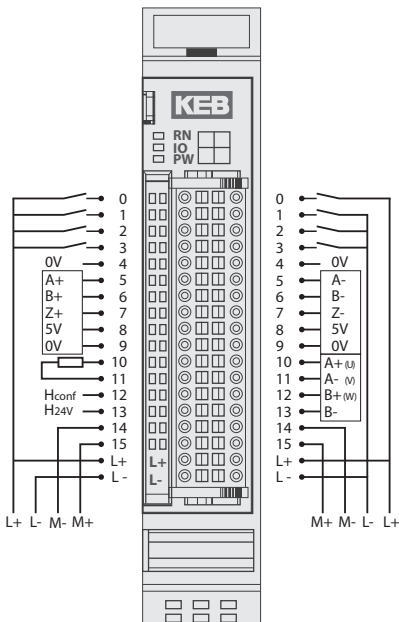 KEB
RN
IO
PW
0 0
1 1
2 2
3 3
0V 4 4 0V
A+ 5 5 A-
B+ 6 6 B-
Z+ 7 7 Z-
5V 8 8 5V
0V 9 9 0V
10 10 A+ (U)
11 11 A- (V)
Hconf 12 12 B+ (W)
H24V 13 13 B-
14 14
15 15
L+ L+ L+
L - L- L -
L+ L- M- M+ M+ M- L- L+